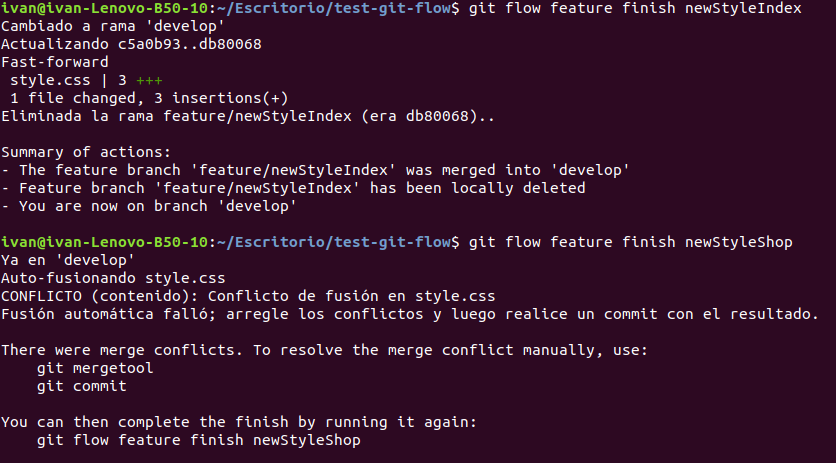 ivan@ivan-Lenovo-B50-10:~/Escritorio/test-git-flow$ git flow feature finish newStyleIndex
Cambiado a rama 'develop'
Actualizando c5a0b93..db80068
Fast-forward
 style.css | 3 +++
 1 file changed, 3 insertions(+)
Eliminada la rama feature/newStyleIndex (era db80068)..

Summary of actions:
- The feature branch 'feature/newStyleIndex' was merged into 'develop'
- Feature branch 'feature/newStyleIndex' has been locally deleted
- You are now on branch 'develop'

ivan@ivan-Lenovo-B50-10:~/Escritorio/test-git-flow$ git flow feature finish newStyleShop
Ya en 'develop'
Auto-fusionando style.css
CONFLICTO (contenido): Conflicto de fusión en style.css
Fusión automática falló; arregle los conflictos y luego realice un commit con el resultado.

There were merge conflicts. To resolve the merge conflict manually, use:
    git mergetool
    git commit

You can then complete the finish by running it again:
    git flow feature finish newStyleShop